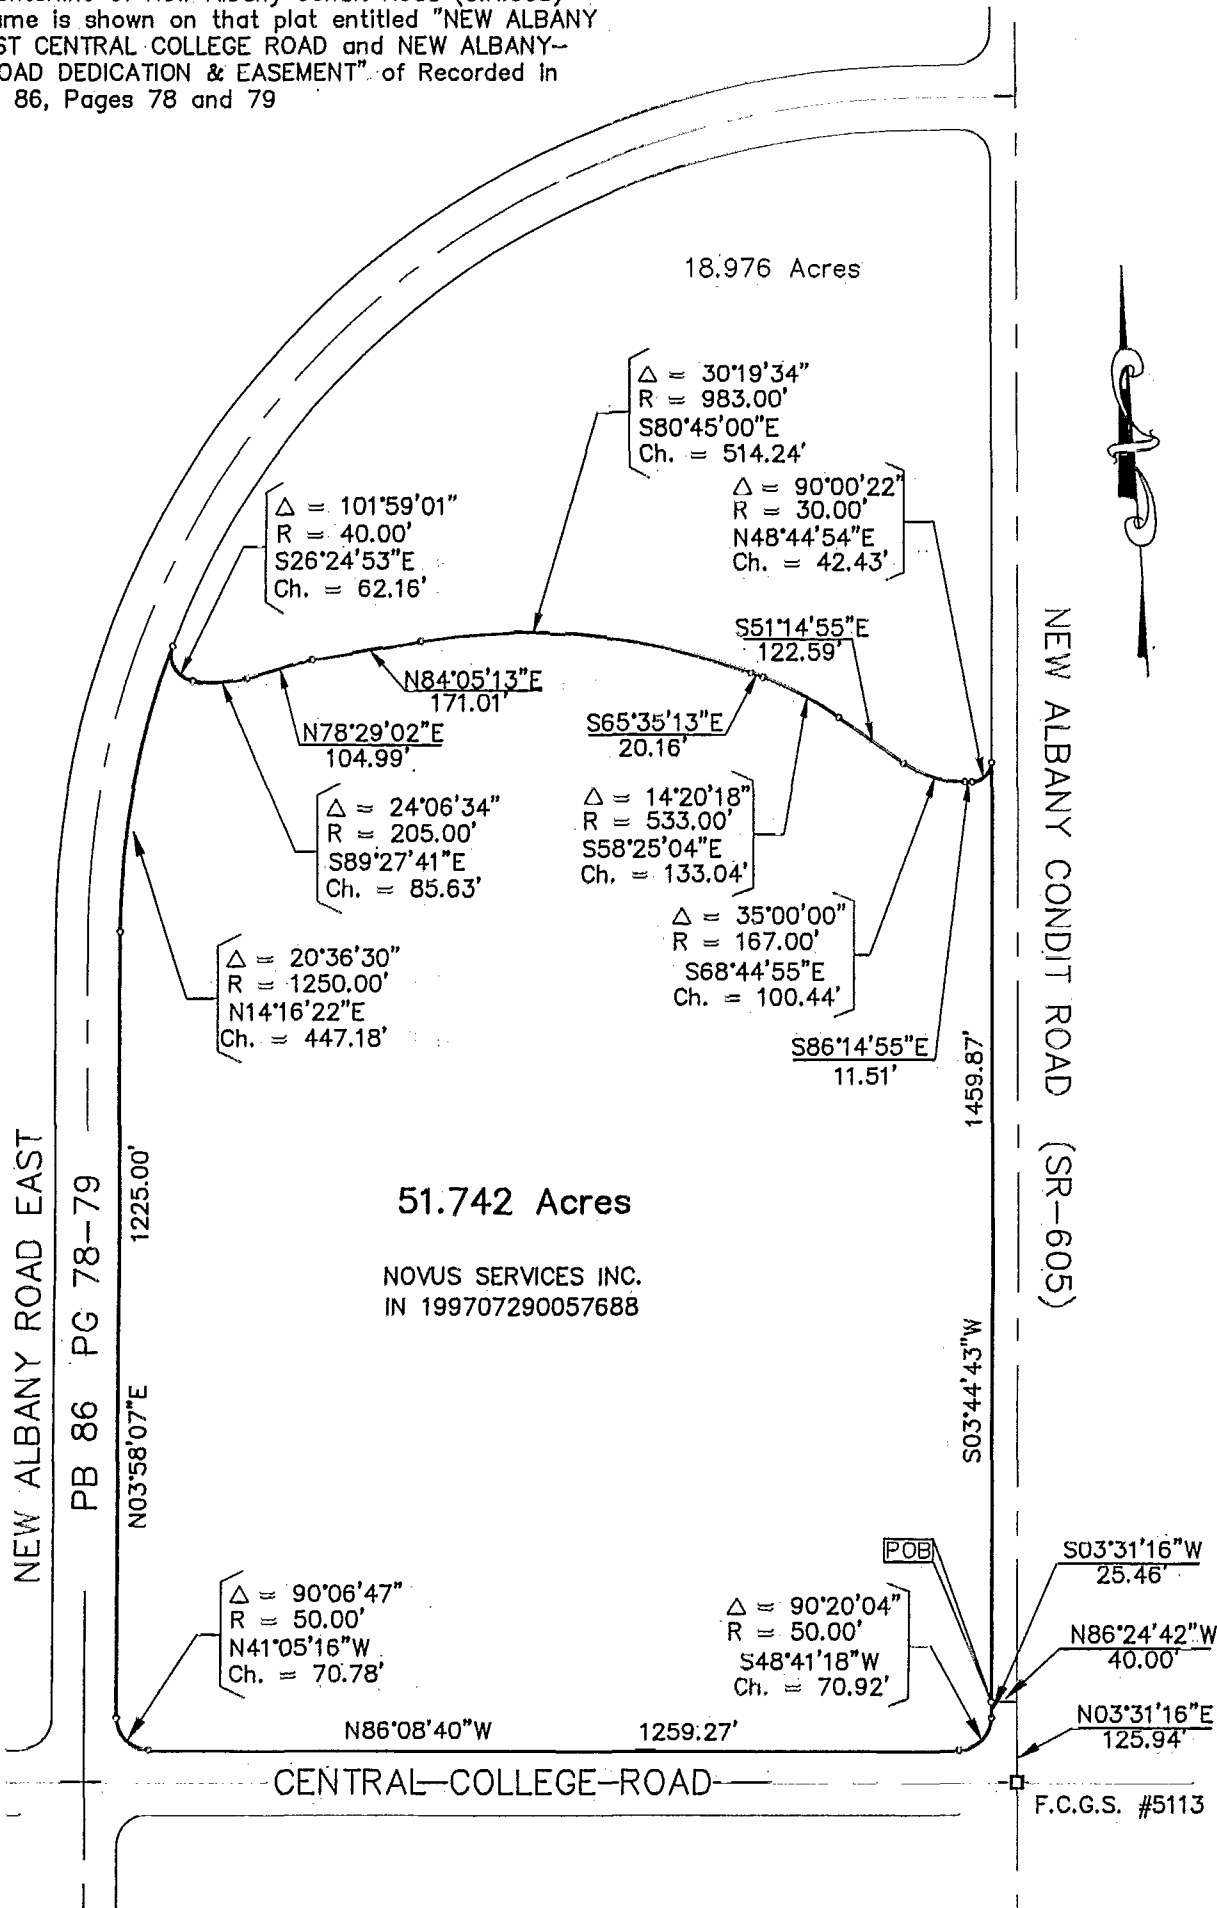 ame is shown on that plat entitled "NEW ALBANY
ST CENTRAL COLLEGE ROAD and NEW ALBANY-
OAD DEDICATION & EASEMENT" of Recorded in
86, Pages 78 and 79
18.976 Acres
Δ = 30°19'34"
R = 983.00'
S80°45'00"E
Ch. = 514.24'
Δ = 90°00'22"
R = 30.00'
N48°44'54"E
Ch. = 42.43'
Δ = 101°59'01"
R = 40.00'
S26°24'53"E
Ch. = 62.16'
S51°14'55"E
122.59'
N84°05'13"E
171.01'
N78°29'02"E
104.99'
S65°35'13"E
20.16'
Δ = 24°06'34"
R = 205.00'
S89°27'41"E
Ch. = 85.63'
Δ = 14°20'18"
R = 533.00'
S58°25'04"E
Ch. = 133.04'
Δ = 35°00'00"
R = 167.00'
S68°44'55"E
Ch. = 100.44'
Δ = 20°36'30"
R = 1250.00'
N14°16'22"E
Ch. = 447.18'
S86°14'55"E
11.51'
NEW ALBANY CONDIT ROAD (SR-605)
1459.87'
S03°44'43"W
51.742 Acres
NOVUS SERVICES INC.
IN 199707290057688
NEW ALBANY ROAD EAST
PB 86 PG 78-79
1225.00'
N03°58'07"E
POB
S03°31'16"W
25.46'
N86°24'42"W
40.00'
N03°31'16"E
125.94'
Δ = 90°06'47"
R = 50.00'
N41°05'16"W
Ch. = 70.78'
Δ = 90°20'04"
R = 50.00'
S48°41'18"W
Ch. = 70.92'
N86°08'40"W 1259.27'
CENTRAL COLLEGE ROAD
F.C.G.S. #5113